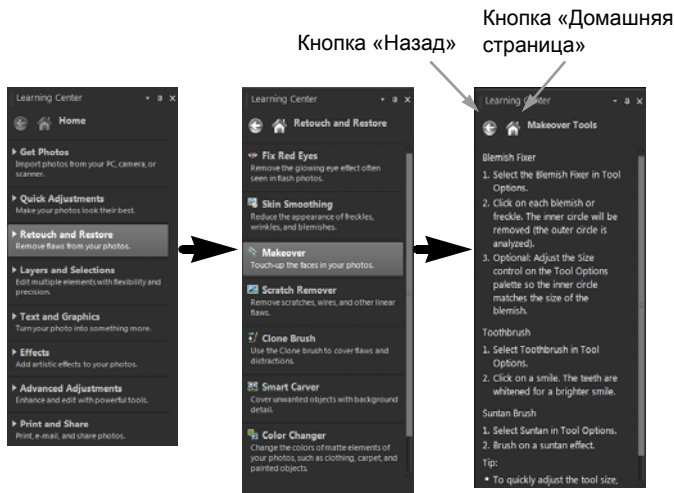 Кнопка «Назад»
Кнопка «Домашняя
страница»
Learning Center
Home
Get Photos
Import photos from your PC, camera, or
scanner.
Quick Adjustments
Make your photos look their best.
Retouch and Restore
Remove flaws from your photos.
Layers and Selections
Edit multiple elements with flexibility and
precision.
Text and Graphics
Turn your photo into something more.
Effects
Add artistic effects to your photos.
Advanced Adjustments
Enhance and edit with powerful tools.
Print and Share
Print, e-mail, and share photos.
Learning Center
Retouch and Restore
Fix Red Eyes
Remove the glowing eye effect often
seen in flash photos.
Skin Smoothing
Reduce the appearance of freckles,
wrinkles, and blemishes.
Makeover
Touch-up the faces in your photos.
Scratch Remover
Remove scratches, wires, and other linear
flaws.
Clone Brush
Use the Clone brush to cover flaws and
distractions.
Smart Carver
Cover unwanted objects with background
detail.
Color Changer
Change the colors of matte elements of
your photos, such as clothing, carpet, and
painted objects.
Learning Center
Makeover Tools
Blemish Fixer
1. Select the Blemish Fixer in Tool
Options.
2. Click on each blemish or
freckle. The inner circle will be
removed (the outer circle is
analyzed).
3. Optional: Adjust the Size
control on the Tool Options
palette so the inner circle
matches the size of the
blemish.
Toothbrush
1. Select Toothbrush in Tool
Options.
2. Click on a smile. The teeth are
whitened for a brighter smile.
Suntan Brush
1. Select Suntan in Tool Options.
2. Brush on a suntan effect.
Tip:
• To quickly adjust the tool size,